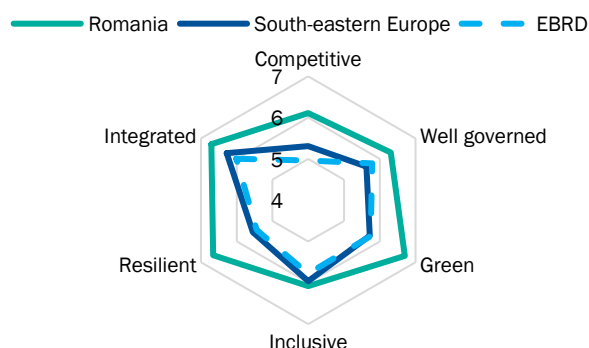 Romania South-eastern Europe EBRD
Competitive
7
6
Integrated Well governed
5
4
Resilient Green
Inclusive